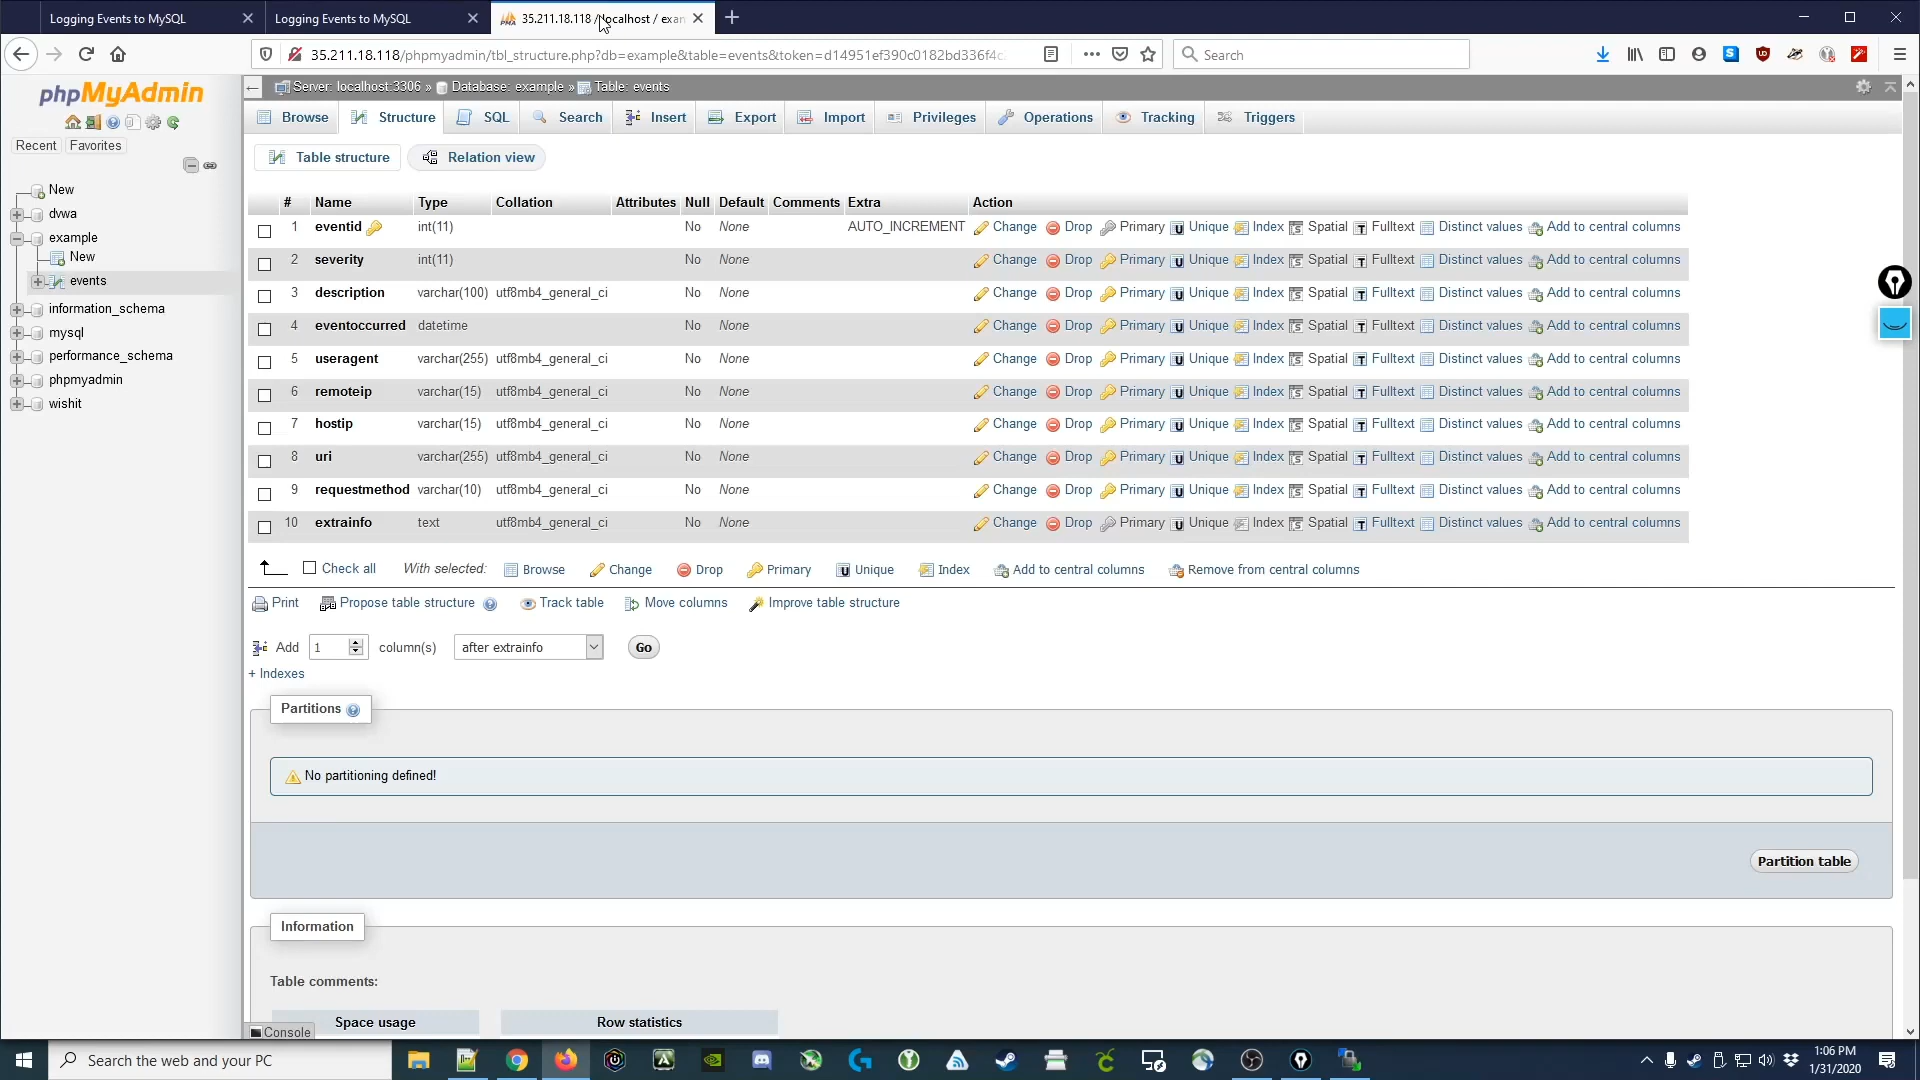 Logging Events to MySQL
Logging Events to MySQL
35.211.18.118 / localhost / exam
35.211.18.118/phpmyadmin/tbl_structure.php?db=example&table=events&token=d14951ef390c0182bd336f4c
Search
phpMyAdmin
Recent Favorites
New
dvwa
example
New
events
information_schema
mysql
performance_schema
phpmyadmin
wishit
Server: localhost:3306 » Database: example » Table: events
Browse Structure SQL Search Insert Export Import Privileges Operations Tracking Triggers
Table structure Relation view
# Name Type Collation Attributes Null Default Comments Extra Action
1 eventid int(11) No None AUTO_INCREMENT Change Drop Primary Unique Index Spatial Fulltext Distinct values Add to central columns
2 severity int(11) No None Change Drop Primary Unique Index Spatial Fulltext Distinct values Add to central columns
3 description varchar(100) utf8mb4_general_ci No None Change Drop Primary Unique Index Spatial Fulltext Distinct values Add to central columns
4 eventoccurred datetime No None Change Drop Primary Unique Index Spatial Fulltext Distinct values Add to central columns
5 useragent varchar(255) utf8mb4_general_ci No None Change Drop Primary Unique Index Spatial Fulltext Distinct values Add to central columns
6 remoteip varchar(15) utf8mb4_general_ci No None Change Drop Primary Unique Index Spatial Fulltext Distinct values Add to central columns
7 hostip varchar(15) utf8mb4_general_ci No None Change Drop Primary Unique Index Spatial Fulltext Distinct values Add to central columns
8 uri varchar(255) utf8mb4_general_ci No None Change Drop Primary Unique Index Spatial Fulltext Distinct values Add to central columns
9 requestmethod varchar(10) utf8mb4_general_ci No None Change Drop Primary Unique Index Spatial Fulltext Distinct values Add to central columns
10 extrainfo text utf8mb4_general_ci No None Change Drop Primary Unique Index Spatial Fulltext Distinct values Add to central columns
Check all With selected: Browse Change Drop Primary Unique Index Add to central columns Remove from central columns
Print Propose table structure Track table Move columns Improve table structure
Add 1 column(s) after extrainfo Go
+ Indexes
Partitions
No partitioning defined!
Partition table
Information
Table comments:
Space usage Row statistics
Console
Search the web and your PC
1:06 PM
1/31/2020